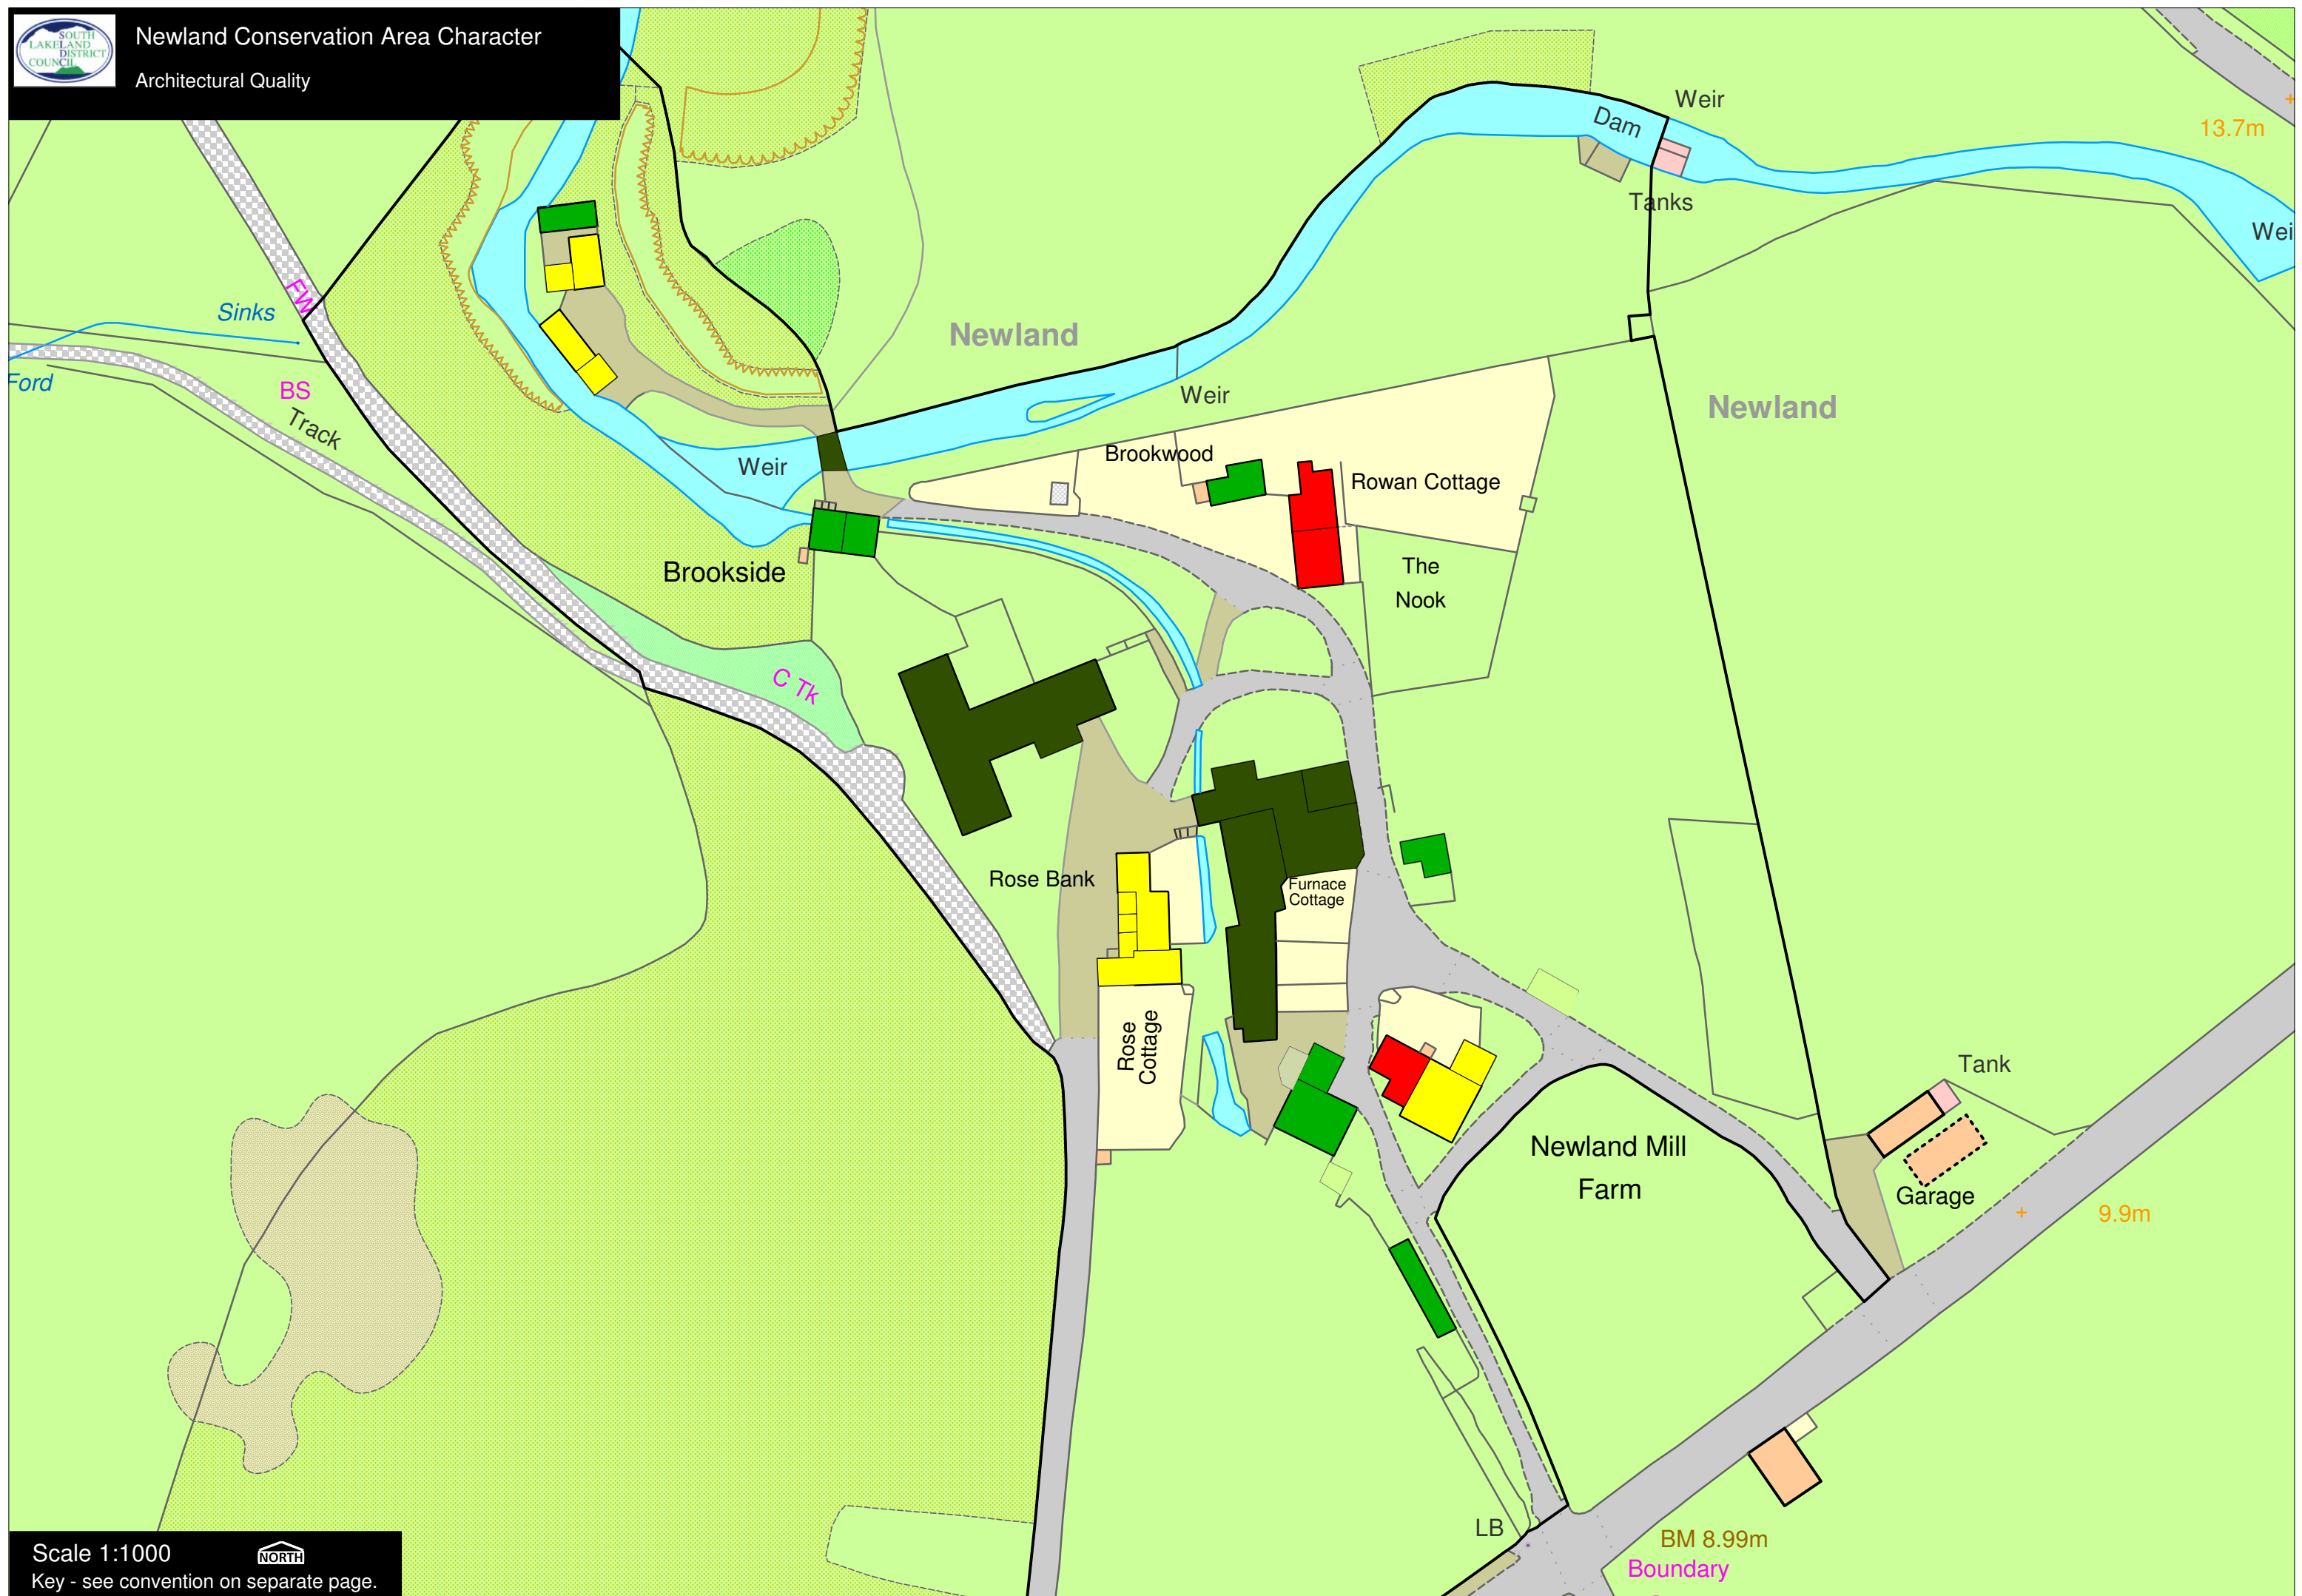 SOUTH
LAKELAND
DISTRICT
COUNCIL
Newland Conservation Area Character
Architectural Quality
Weir
Dam
13.7m
Tanks
Wei
FW
Sinks
Newland
Ford
BS
Track
Weir
Newland
Weir
Brookwood
Rowan Cottage
Brookside
The
Nook
C Tk
Rose Bank
Furnace
Cottage
Rose
Cottage
Tank
Newland Mill
Farm
Garage
9.9m
LB
BM 8.99m
Boundary
Scale 1:1000
NORTH
Key - see convention on separate page.